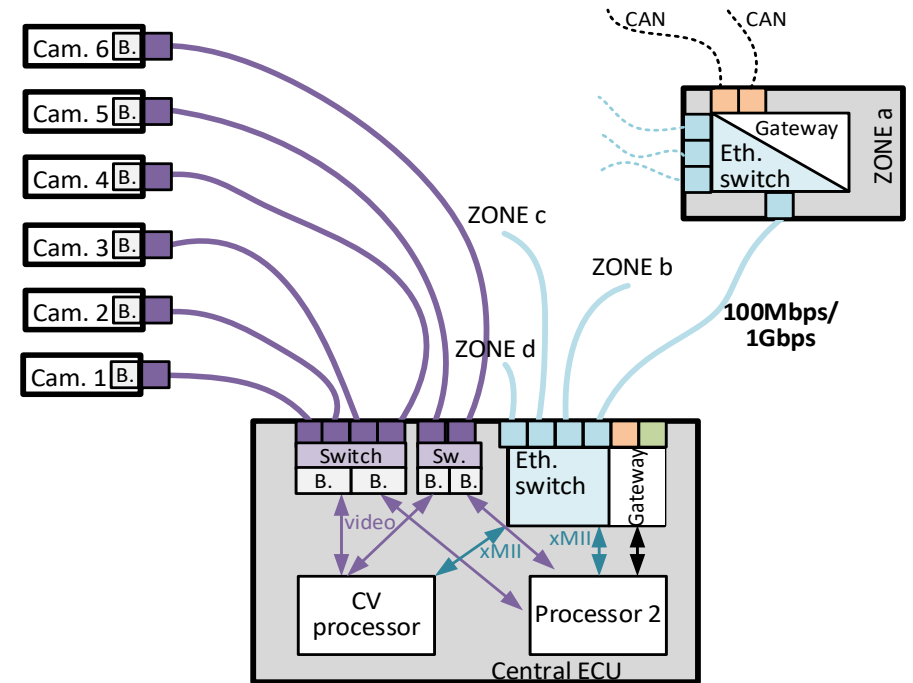 CAN
CAN
Cam. 6
B.
Cam. 5
B.
Cam. 4
B.
Cam. 3
B.
Cam. 2
B.
Cam. 1
B.
Gateway
Eth.
switch
ZONE a
ZONE c
ZONE b
ZONE d
100Mbps/
1Gbps
Switch
B.
B.
Sw.
B.
B.
Eth.
switch
Gateway
video
xMII
xMII
CV
processor
Processor 2
Central ECU